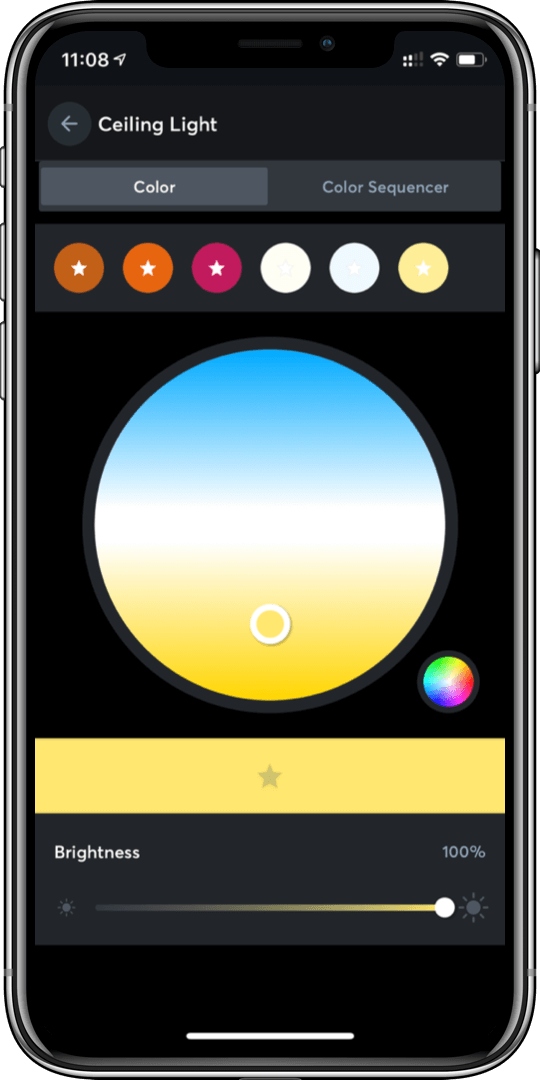 11:08
Ceiling Light
Color Color Sequencer
Brightness 100%